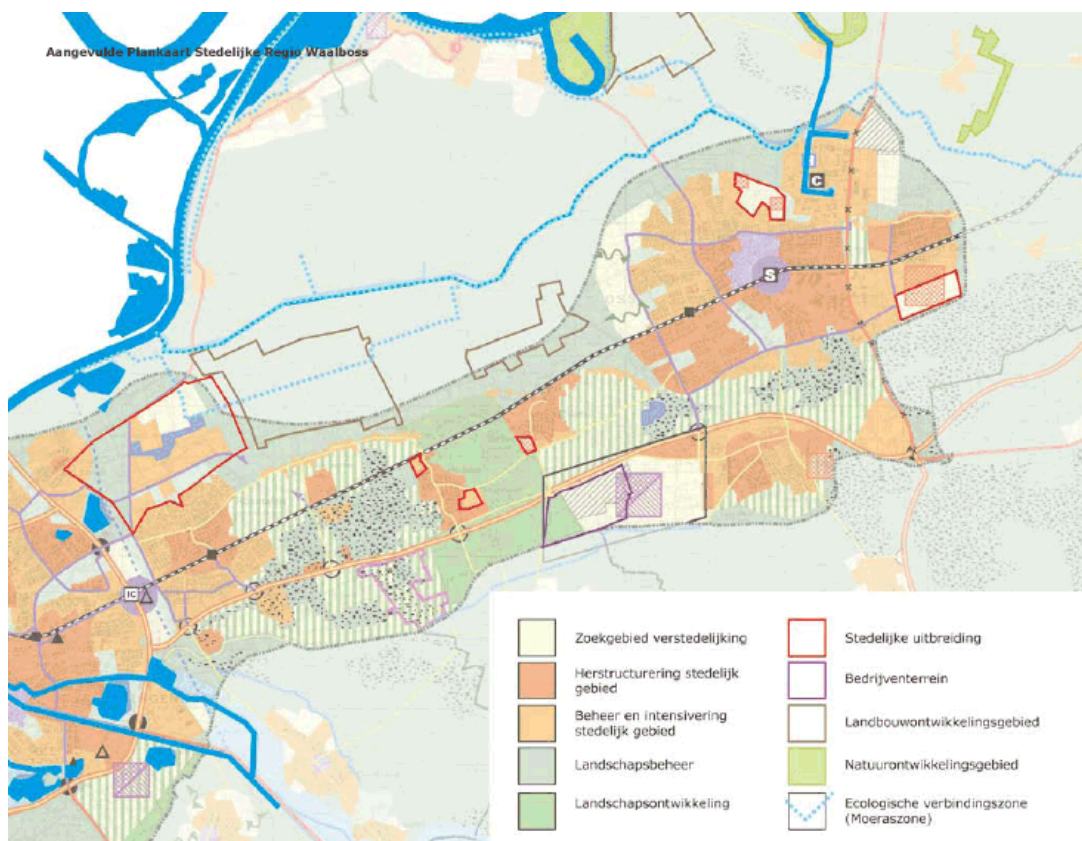 Aangevulde Plankaart Stedelijke Regio Waalboss
C
S
IC
Zoekgebied verstedelijking
Herstructurering stedelijk
gebied
Beheer en intensivering
stedelijk gebied
Landschapsbeheer
Landschapsontwikkeling
Stedelijke uitbreiding
Bedrijventerrein
Landbouwontwikkelingsgebied
Natuurontwikkelingsgebied
Ecologische verbindingszone
(Moeraszone)